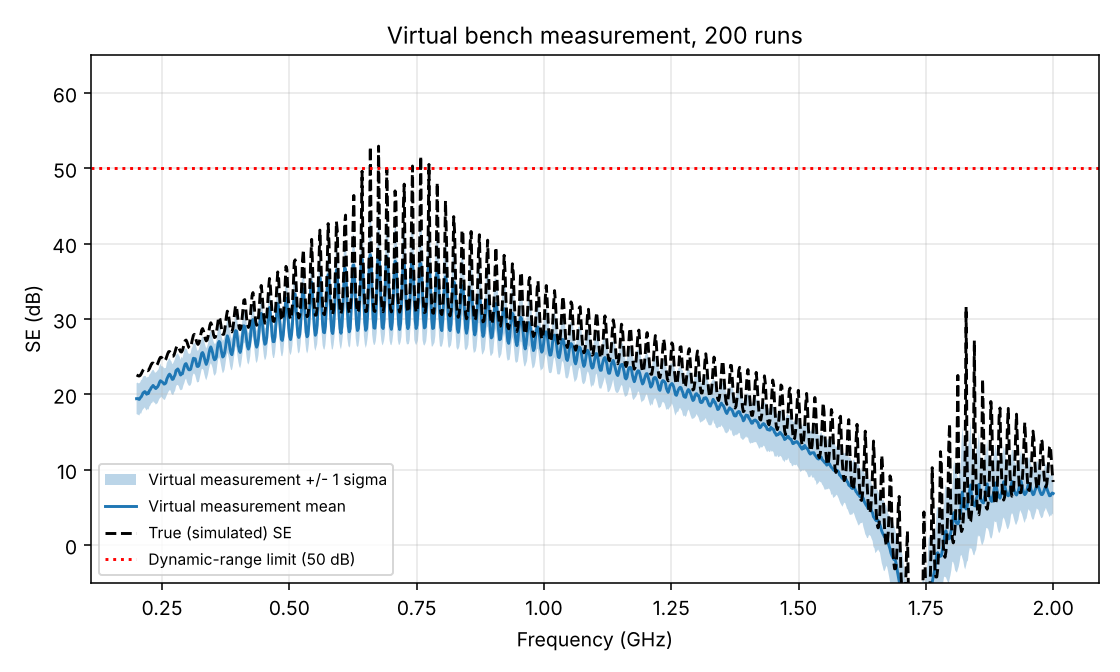 Virtual bench measurement, 200 runs
SE (dB)
60
50
40
30
20
10
0
Virtual measurement +/- 1 sigma
Virtual measurement mean
True (simulated) SE
Dynamic-range limit (50 dB)
0.25 0.50 0.75 1.00 1.25 1.50 1.75 2.00
Frequency (GHz)